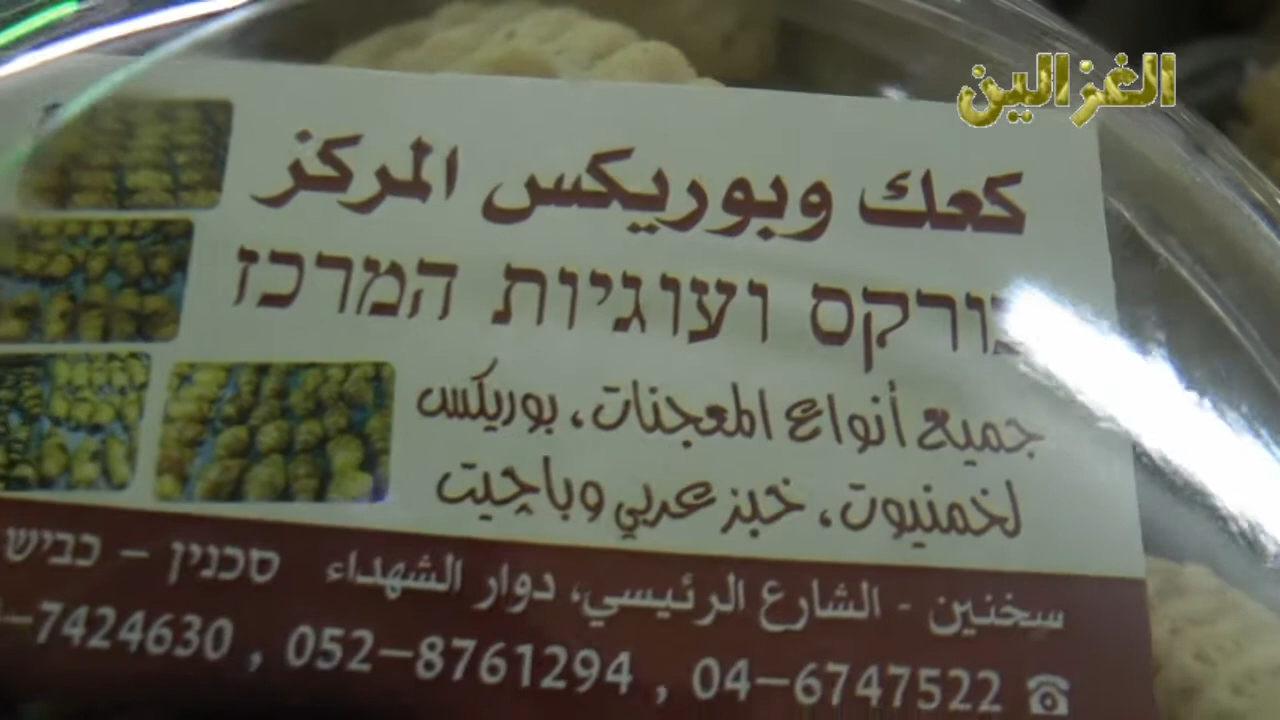 الغزالين
كعك وبوريكس المركز
בורקס ועוגיות המרכז
جميع أنواع المعجنات، بوريكس
لخمنيوت، خبز عربي وباچيت
سخنين - الشارع الرئيسي، دوار الشهداء סכנין – כביש
04-6747522 , 052-8761294 , -7424630